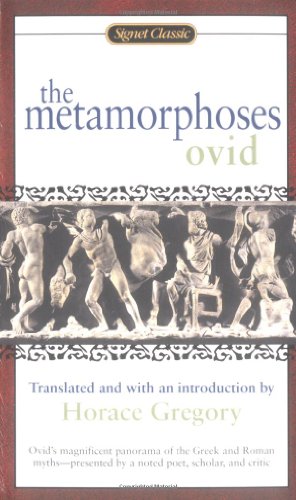 Signet Classic
the
metamorphoses
ovid
Translated and with an introduction by
Horace Gregory
Ovid's magnificent panorama of the Greek and Roman
myths—presented by a noted poet, scholar, and critic